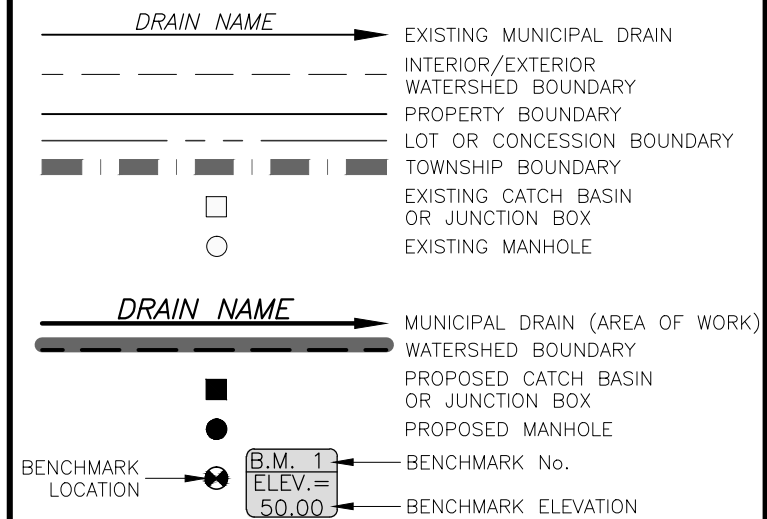 DRAIN NAME
EXISTING MUNICIPAL DRAIN
INTERIOR/EXTERIOR
WATERSHED BOUNDARY
PROPERTY BOUNDARY
LOT OR CONCESSION BOUNDARY
TOWNSHIP BOUNDARY
EXISTING CATCH BASIN
OR JUNCTION BOX
EXISTING MANHOLE
DRAIN NAME
MUNICIPAL DRAIN (AREA OF WORK)
WATERSHED BOUNDARY
PROPOSED CATCH BASIN
OR JUNCTION BOX
PROPOSED MANHOLE
BENCHMARK
LOCATION
B.M. 1
ELEV.=
50.00
BENCHMARK No.
BENCHMARK ELEVATION